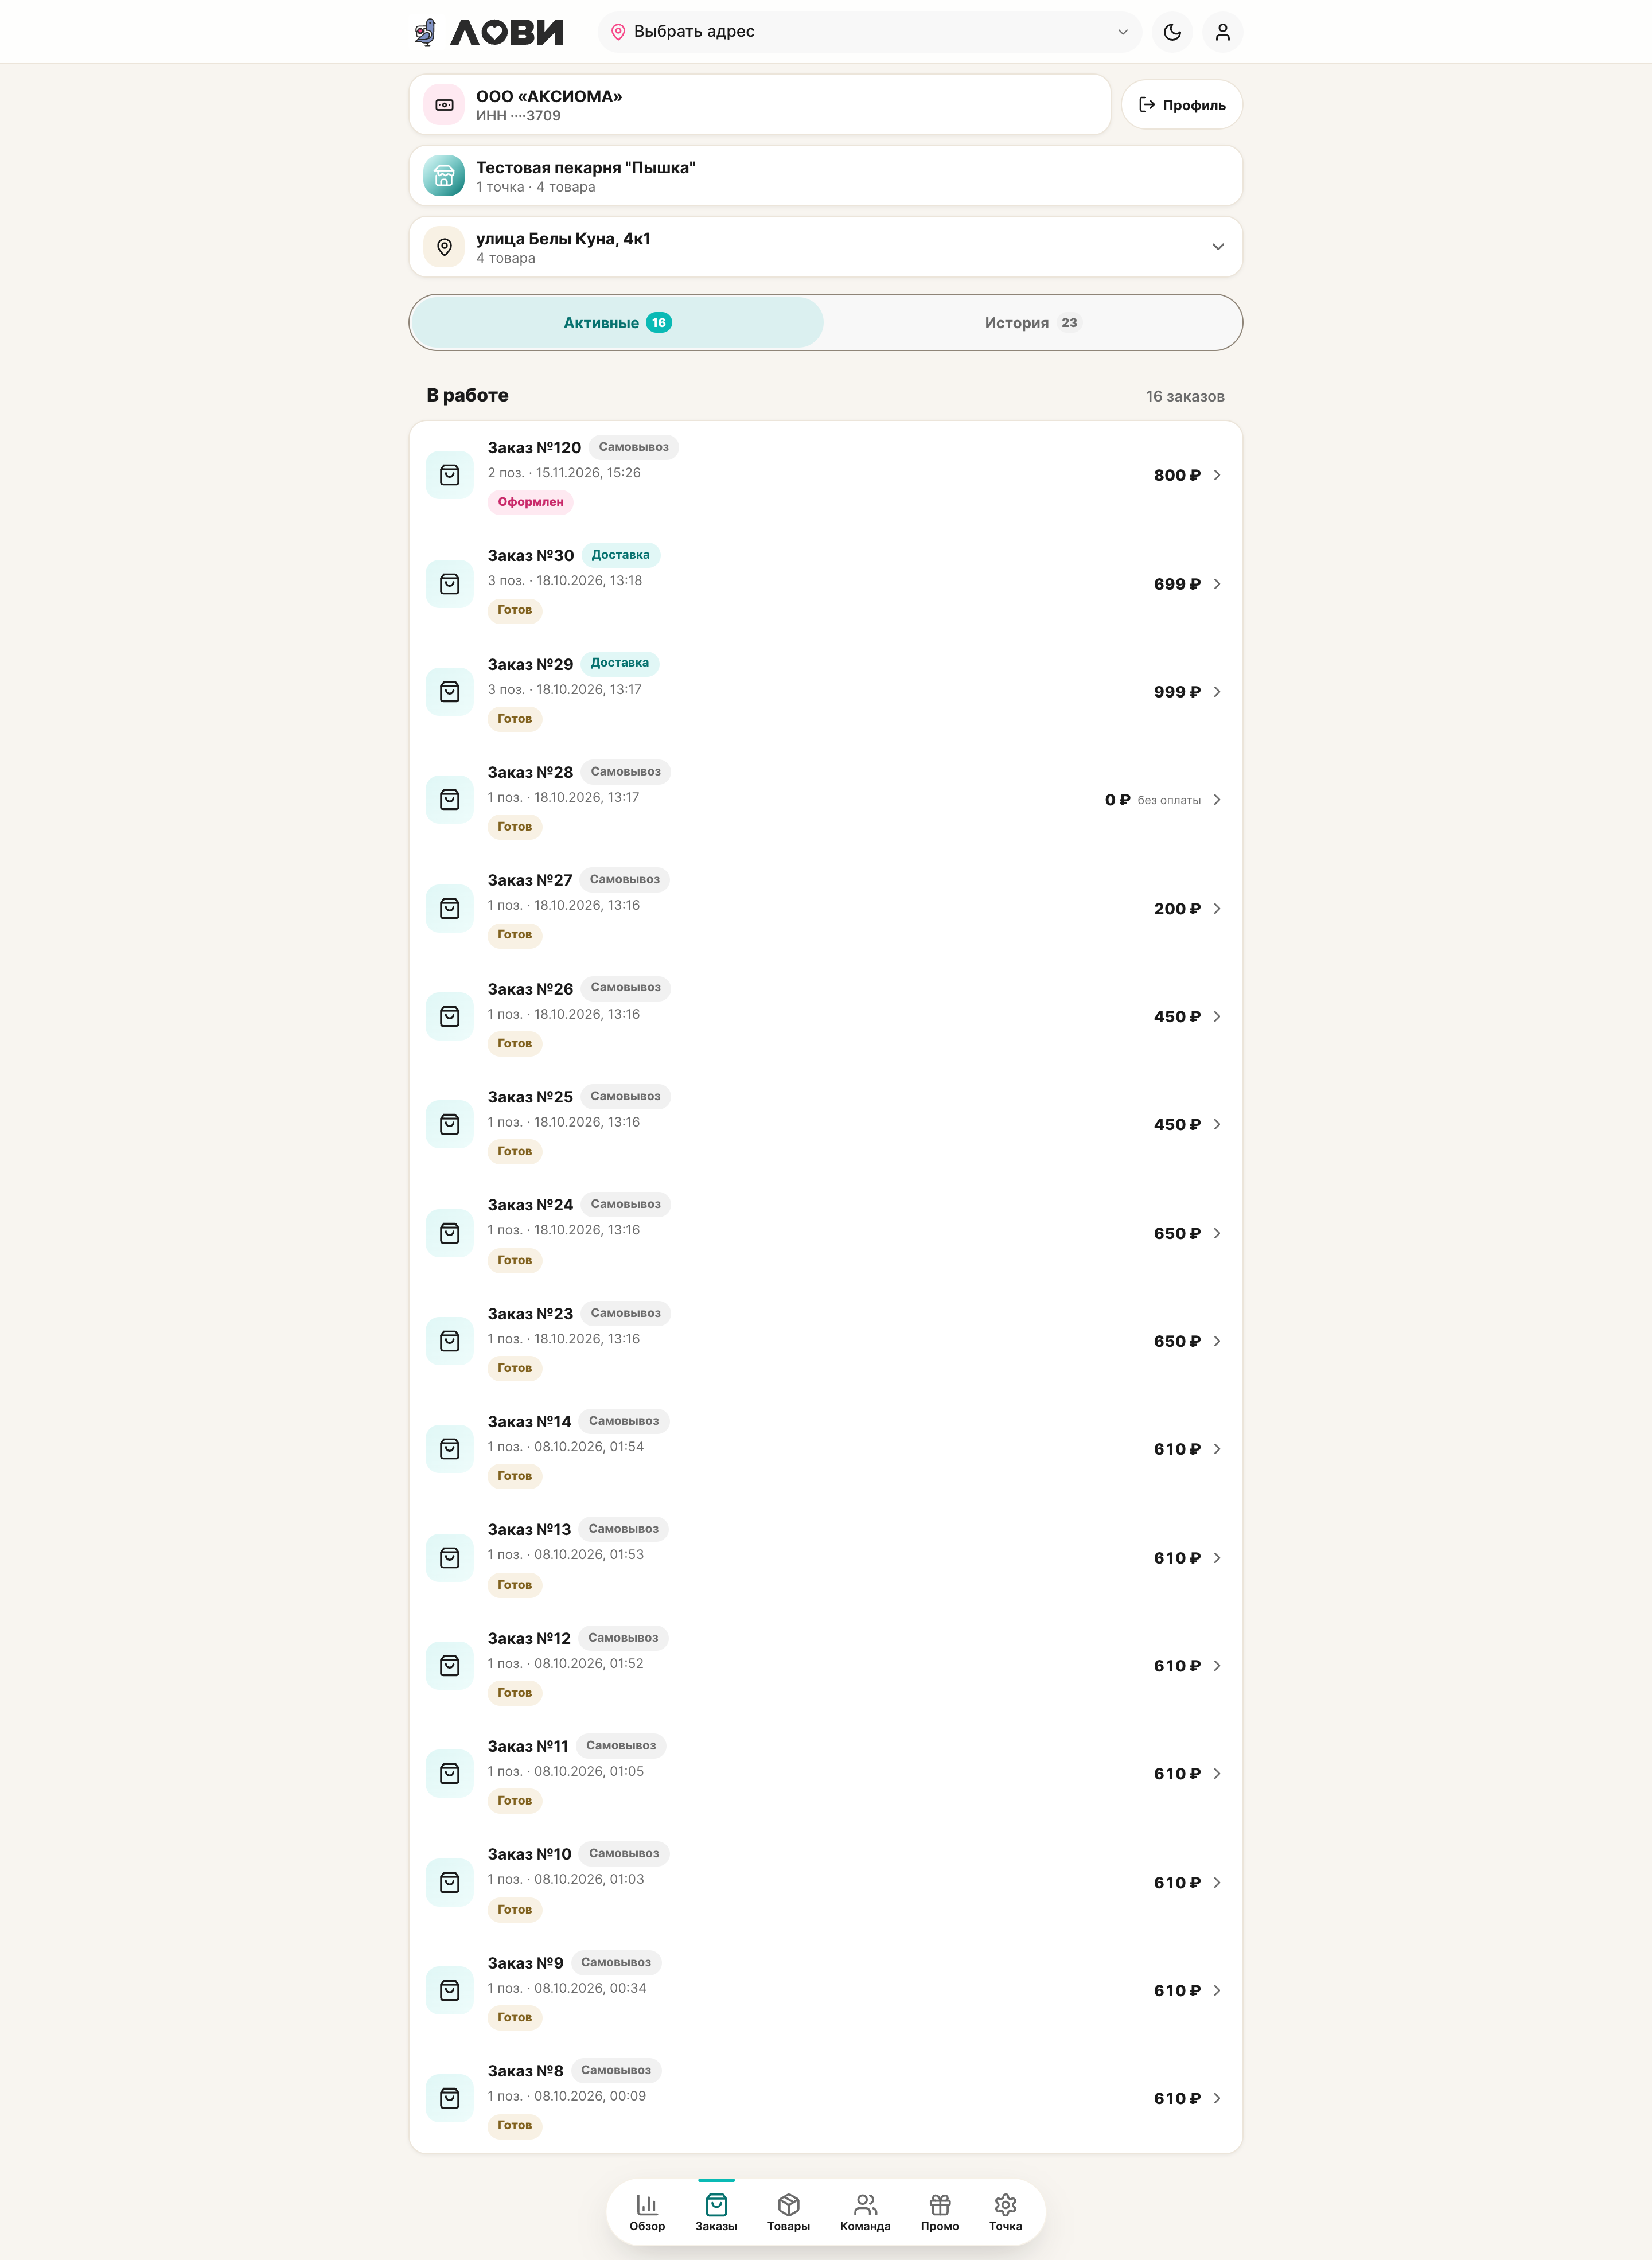 ЛОВИ
Выбрать адрес
ООО «АКСИОМА»
ИНН ····3709
Профиль
Тестовая пекарня "Пышка"
1 точка · 4 товара
улица Белы Куна, 4к1
4 товара
Активные 16
История 23
В работе
16 заказов
Заказ №120 Самовывоз
2 поз. · 15.11.2026, 15:26
Оформлен
800 ₽
Заказ №30 Доставка
3 поз. · 18.10.2026, 13:18
Готов
699 ₽
Заказ №29 Доставка
3 поз. · 18.10.2026, 13:17
Готов
999 ₽
Заказ №28 Самовывоз
1 поз. · 18.10.2026, 13:17
Готов
0 ₽ без оплаты
Заказ №27 Самовывоз
1 поз. · 18.10.2026, 13:16
Готов
200 ₽
Заказ №26 Самовывоз
1 поз. · 18.10.2026, 13:16
Готов
450 ₽
Заказ №25 Самовывоз
1 поз. · 18.10.2026, 13:16
Готов
450 ₽
Заказ №24 Самовывоз
1 поз. · 18.10.2026, 13:16
Готов
650 ₽
Заказ №23 Самовывоз
1 поз. · 18.10.2026, 13:16
Готов
650 ₽
Заказ №14 Самовывоз
1 поз. · 08.10.2026, 01:54
Готов
610 ₽
Заказ №13 Самовывоз
1 поз. · 08.10.2026, 01:53
Готов
610 ₽
Заказ №12 Самовывоз
1 поз. · 08.10.2026, 01:52
Готов
610 ₽
Заказ №11 Самовывоз
1 поз. · 08.10.2026, 01:05
Готов
610 ₽
Заказ №10 Самовывоз
1 поз. · 08.10.2026, 01:03
Готов
610 ₽
Заказ №9 Самовывоз
1 поз. · 08.10.2026, 00:34
Готов
610 ₽
Заказ №8 Самовывоз
1 поз. · 08.10.2026, 00:09
Готов
610 ₽
Обзор Заказы Товары Команда Промо Точка